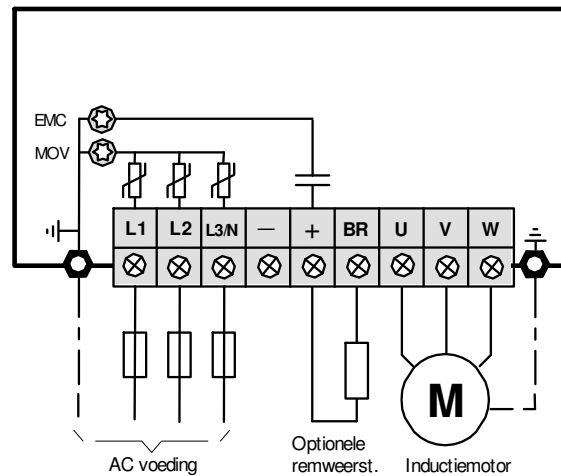 EMC
MOV
L1 L2 L3/N — + BR U V W
M
AC voeding
Optionele
remweerst.
Inductiemotor